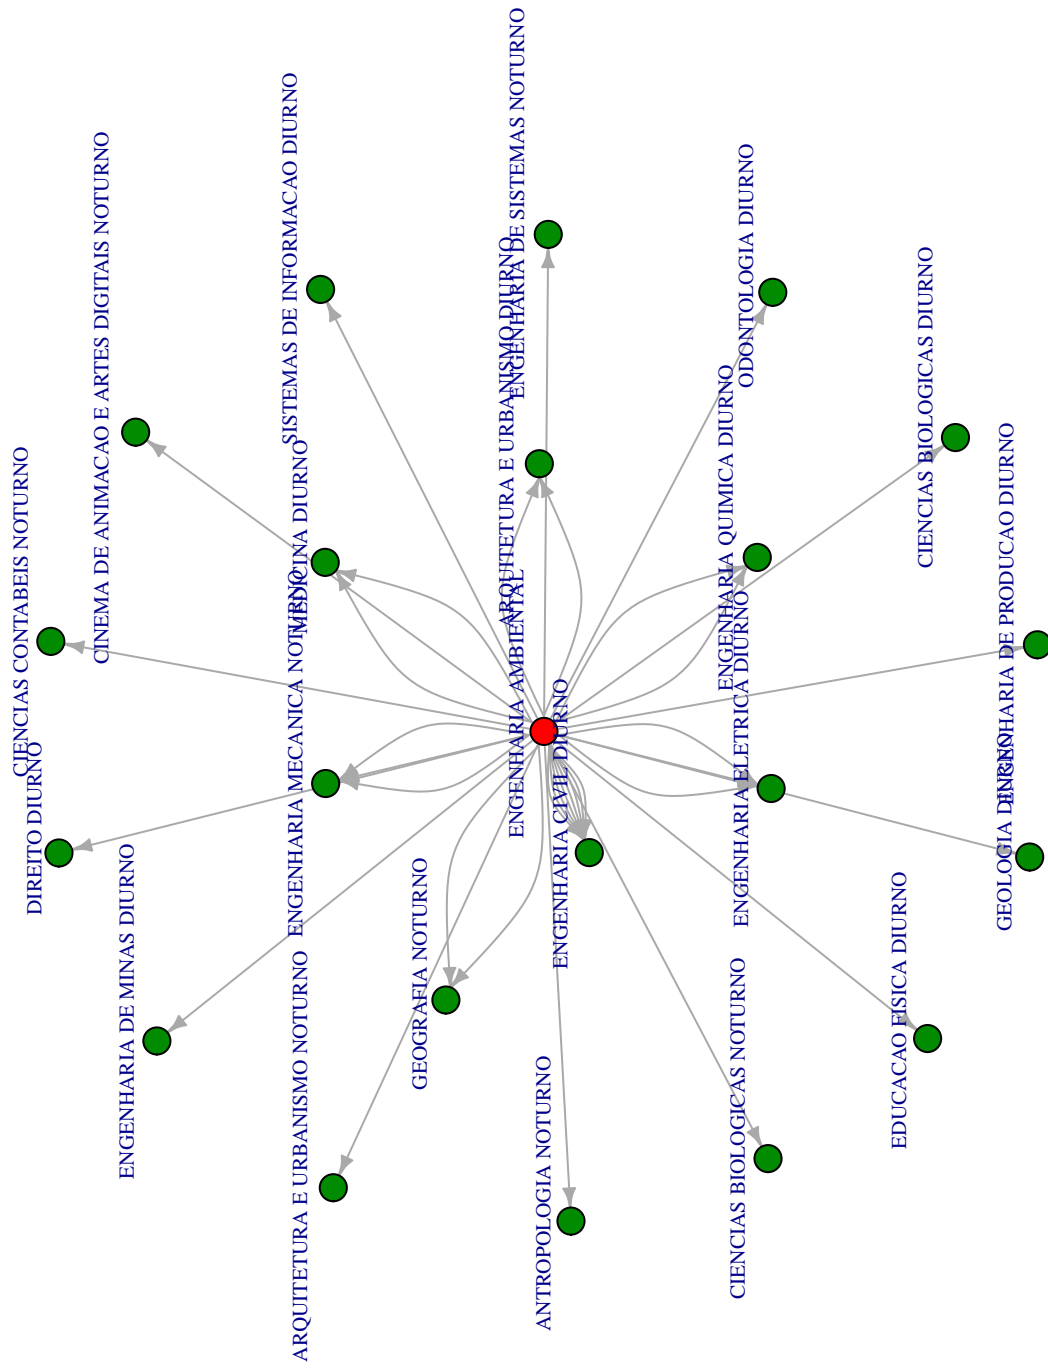 CIENCIAS CONTABEIS NOTURNO
DIREITO DIURNO
CINEMA DE ANIMACAO E ARTES DIGITAIS NOTURNO
ENGENHARIA DE MINAS DIURNO
SISTEMAS DE INFORMACAO DIURNO
MEDICINA DIURNO
ENGENHARIA MECANICA NOTURNO
ARQUITETURA E URBANISMO NOTURNO
GEOGRAFIA NOTURNO
ENGENHARIA DE SISTEMAS NOTURNO
ARQUITETURA E URBANISMO DIURNO
ENGENHARIA AMBIENTAL
ENGENHARIA CIVIL DIURNO
ANTROPOLOGIA NOTURNO
ODONTOLOGIA DIURNO
ENGENHARIA QUIMICA DIURNO
ENGENHARIA ELETRICA DIURNO
CIENCIAS BIOLOGICAS NOTURNO
CIENCIAS BIOLOGICAS DIURNO
EDUCACAO FISICA DIURNO
ENGENHARIA DE PRODUCAO DIURNO
GEOLOGIA DIURNO